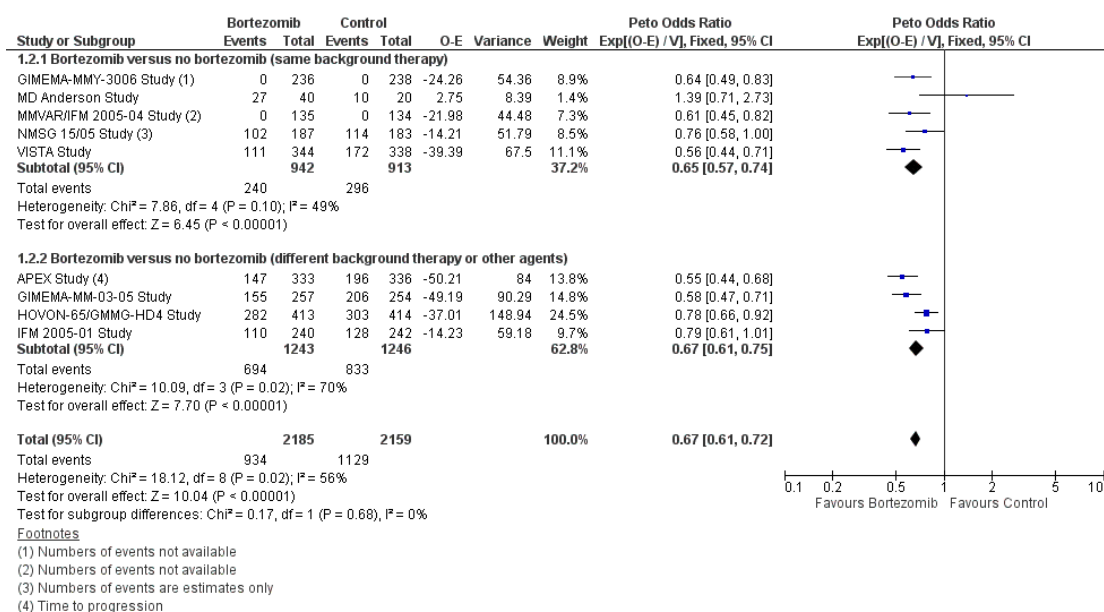 Bortezomib Control Peto Odds Ratio Peto Odds Ratio
Study or Subgroup Events Total Events Total O-E Variance Weight Exp[(O-E) / V], Fixed, 95% CI Exp[(O-E) / V], Fixed, 95% CI
1.2.1 Bortezomib versus no bortezomib (same background therapy)
GIMEMA-MMY-3006 Study (1) 0 236 0 238 -24.26 54.36 8.9% 0.64 [0.49, 0.83]
MD Anderson Study 27 40 10 20 2.75 8.39 1.4% 1.39 [0.71, 2.73]
MMVAR/IFM 2005-04 Study (2) 0 135 0 134 -21.98 44.48 7.3% 0.61 [0.45, 0.82]
NMSG 15/05 Study (3) 102 187 114 183 -14.21 51.79 8.5% 0.76 [0.58, 1.00]
VISTA Study 111 344 172 338 -39.39 67.5 11.1% 0.56 [0.44, 0.71]
Subtotal (95% CI) 942 913 37.2% 0.65 [0.57, 0.74]
Total events 240 296
Heterogeneity: Chi² = 7.86, df = 4 (P = 0.10); I² = 49%
Test for overall effect: Z = 6.45 (P < 0.00001)
1.2.2 Bortezomib versus no bortezomib (different background therapy or other agents)
APEX Study (4) 147 333 196 336 -50.21 84 13.8% 0.55 [0.44, 0.68]
GIMEMA-MM-03-05 Study 155 257 206 254 -49.19 90.29 14.8% 0.58 [0.47, 0.71]
HOVON-65/GMMG-HD4 Study 282 413 303 414 -37.01 148.94 24.5% 0.78 [0.66, 0.92]
IFM 2005-01 Study 110 240 128 242 -14.23 59.18 9.7% 0.79 [0.61, 1.01]
Subtotal (95% CI) 1243 1246 62.8% 0.67 [0.61, 0.75]
Total events 694 833
Heterogeneity: Chi² = 10.09, df = 3 (P = 0.02); I² = 70%
Test for overall effect: Z = 7.70 (P < 0.00001)
Total (95% CI) 2185 2159 100.0% 0.67 [0.61, 0.72]
Total events 934 1129
Heterogeneity: Chi² = 18.12, df = 8 (P = 0.02); I² = 56%
Test for overall effect: Z = 10.04 (P < 0.00001)
Test for subgroup differences: Chi² = 0.17, df = 1 (P = 0.68), I² = 0%
0.1 0.2 0.5 1 2 5 10
Favours Bortezomib Favours Control
Footnotes
(1) Numbers of events not available
(2) Numbers of events not available
(3) Numbers of events are estimates only
(4) Time to progression